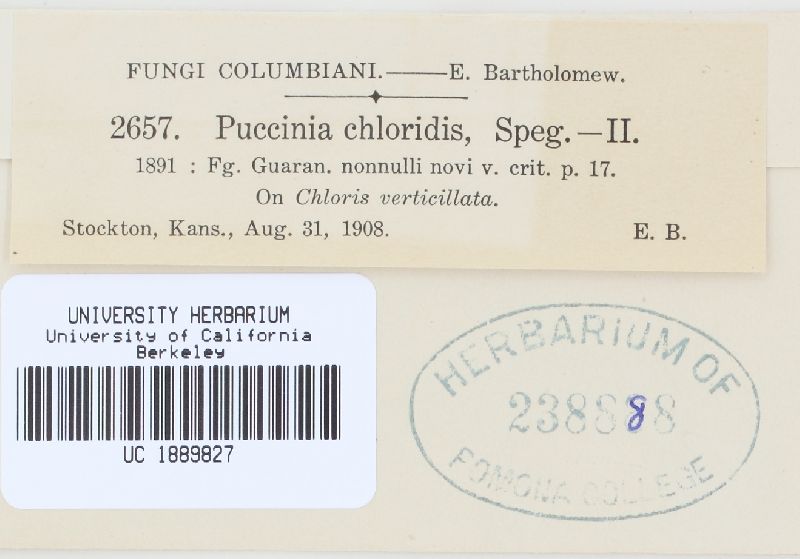 FUNGI COLUMBIANI.——E. Bartholomew.
2657. Puccinia chloridis, Speg.—II.
1891 : Fg. Guaran. nonnulli novi v. crit. p. 17.
On Chloris verticillata.
Stockton, Kans., Aug. 31, 1908. E. B.
UNIVERSITY HERBARIUM
University of California
Berkeley
UC 1889827
HERBARIUM OF
238888
POMONA COLLEGE